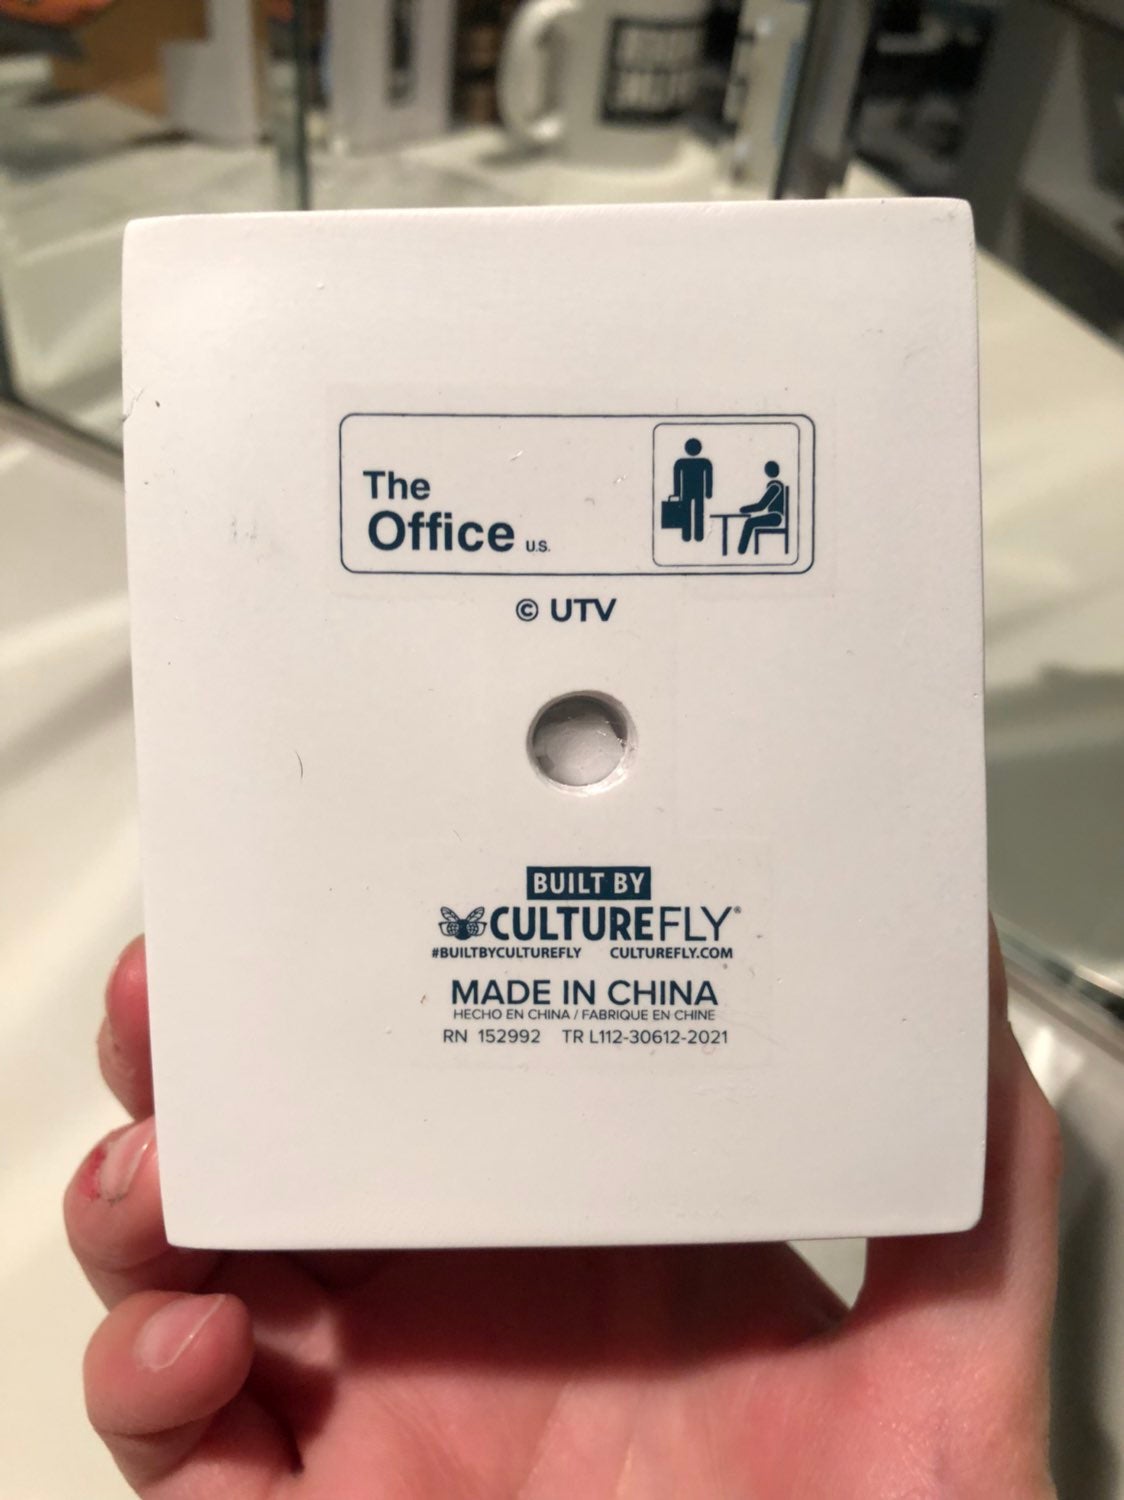 The
Office U.S.
© UTV
BUILT BY
CULTUREFLY®
#BUILTBYCULTUREFLY CULTUREFLY.COM
MADE IN CHINA
HECHO EN CHINA / FABRIQUE EN CHINE
RN 152992 TR L112-30612-2021